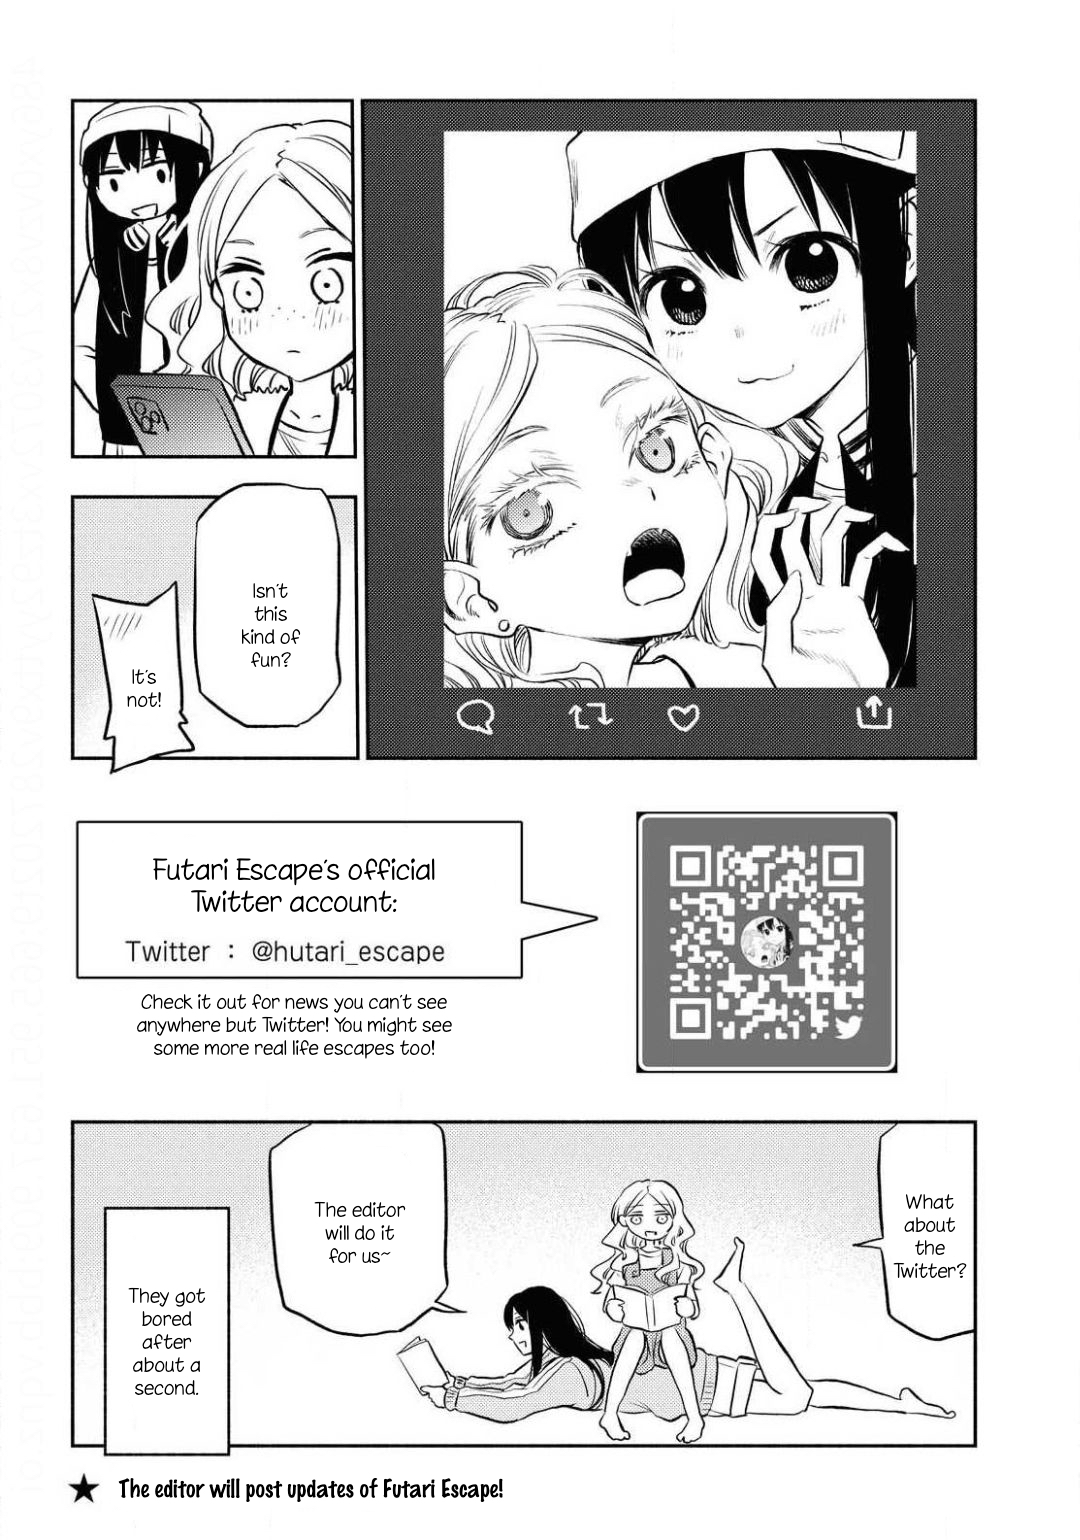 Isn't
this
kind of
fun?
It's
not!
Futari Escape's official
Twitter account:
Twitter : @hutari_escape
Check it out for news you can't see
anywhere but Twitter! You might see
some more real life escapes too!
What
about
the
Twitter?
The editor
will do it
for us~
They got
bored
after
about a
second.
★ The editor will post updates of Futari Escape!